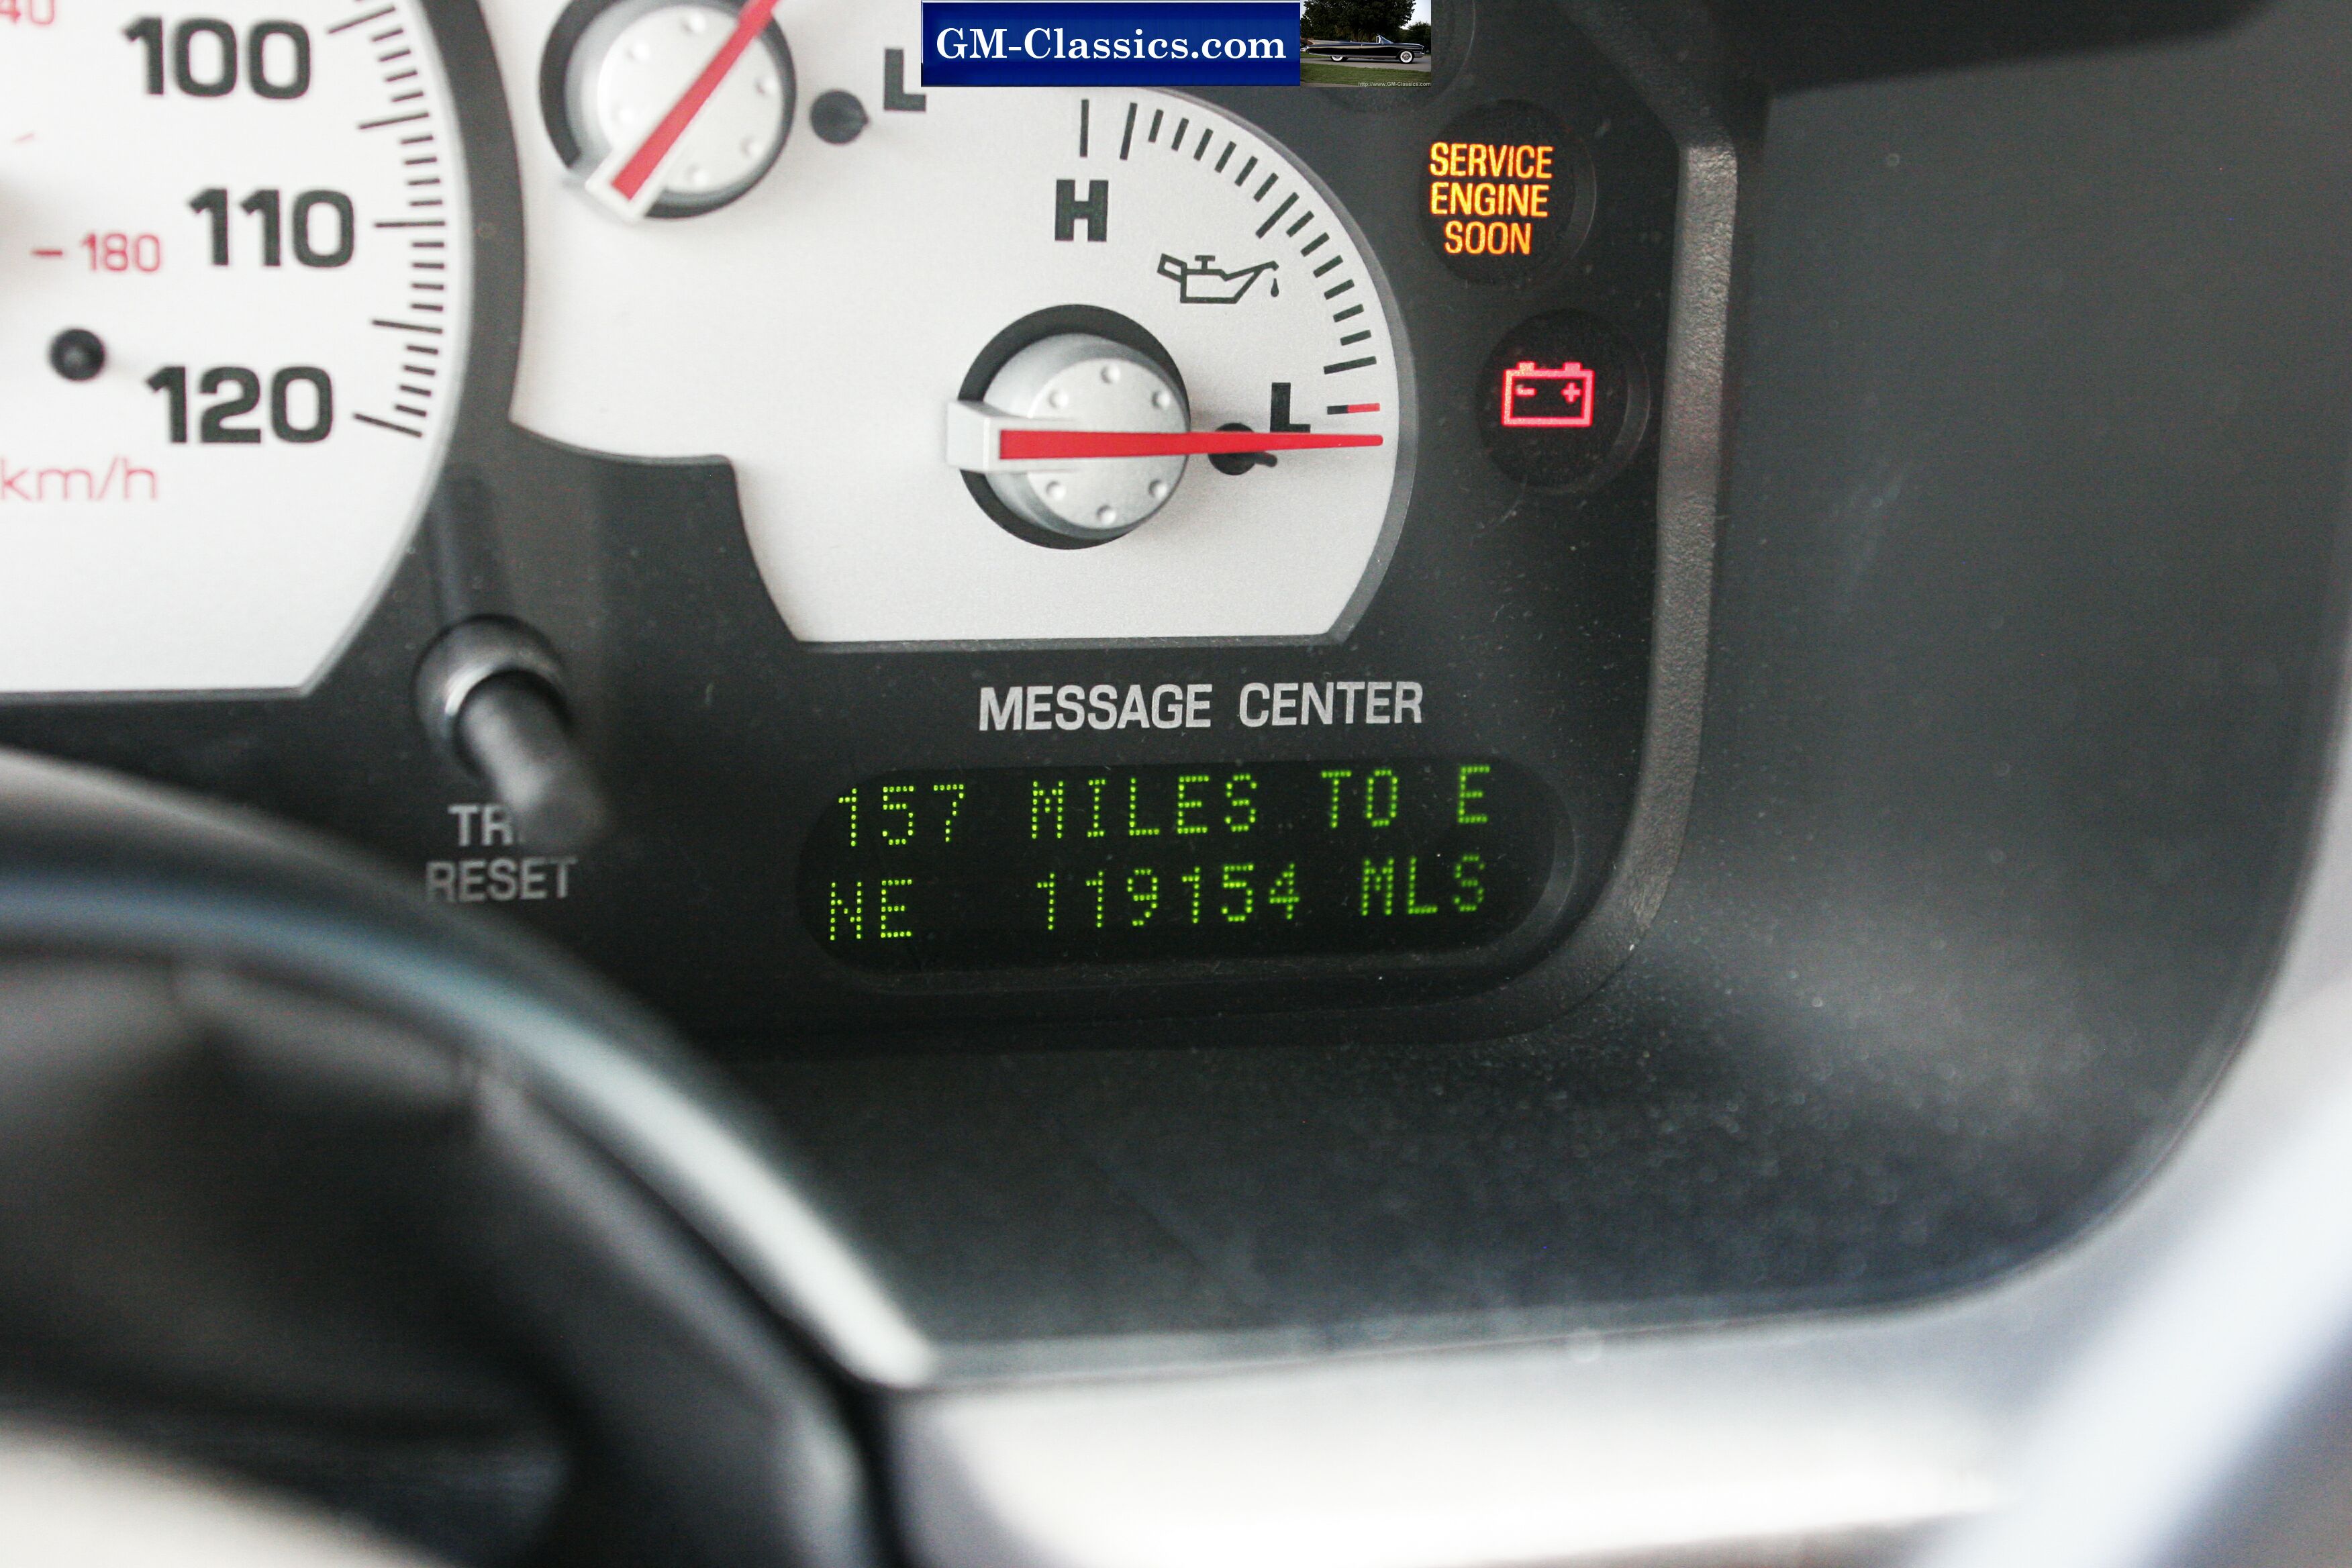 GM-Classics.com
100
L
H
SERVICE
ENGINE
SOON
180
110
L
120
km/h
MESSAGE CENTER
157 MILES TO E
NE 119154 MLS
RESET